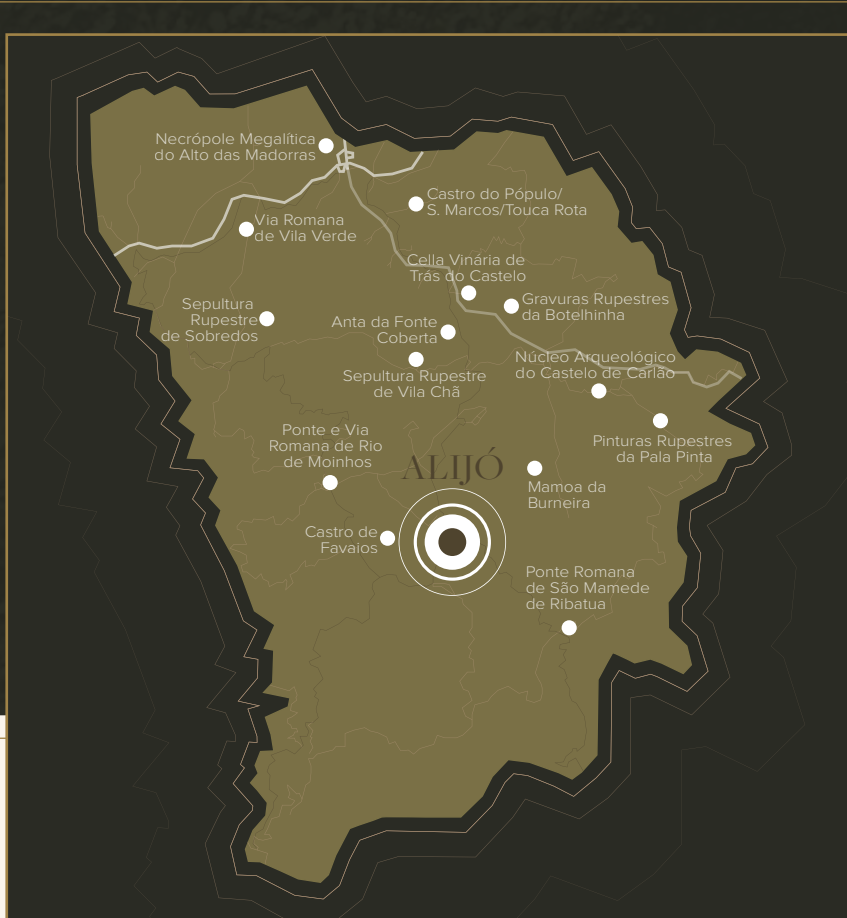 Necrópole Megalítica
do Alto das Madorras
Castro do Pópulo/
S. Marcos/Touca Rota
Via Romana
de Vila Verde
Cella Vinária de
Trás do Castelo
Gravuras Rupestres
da Botelhinha
Sepultura
Rupestre
de Sobredos
Anta da Fonte
Coberta
Núcleo Arqueológico
do Castelo de Carlão
Sepultura Rupestre
de Vila Chã
Ponte e Via
Romana de Rio
de Moinhos
Pinturas Rupestres
da Pala Pinta
ALIJÓ
Mamoa da
Burneira
Castro de
Favaios
Ponte Romana
de São Mamede
de Ribatua